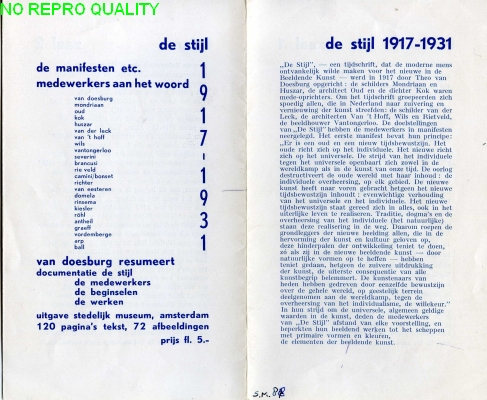 NO REPRO QUALITY
de stijl
de manifesten etc.
medewerkers aan het woord
van doesburg
mondriaan
oud
kok
huszar
van der leck
van 't hoff
wils
vantongerloo
severini
brancusi
rie veld
camini/bonset
richter
van eesteren
domela
rinsema
kiesler
röhl
antheil
graeff
vordemberge
arp
ball
1
9
1
7
-
1
9
3
1
van doesburg resumeert
documentatie de stijl
de medewerkers
de beginselen
de werken
uitgave stedelijk museum, amsterdam
120 pagina's tekst, 72 afbeeldingen
prijs fl. 5.-
de stijl 1917-1931
„De Stijl", — een tijdschrift, dat de moderne mens
ontvankelijk wilde maken voor het nieuwe in de
Beeldende Kunst — werd in 1917 door Theo van
Doesburg opgericht : de schilders Mondriaan en
Huszar, de architect Oud en de dichter Kok waren
mede-oprichters. Om het tijdschrift groepeerden zich
spoedig allen, die in Nederland naar zuivering en
vernieuwing der kunst streefden: de schilder van der
Leck, de architecten Van 't Hoff, Wils en Rietveld,
de beeldhouwer Vantongerloo. De doelstellingen
van „De Stijl" hebben de medewerkers in manifesten
neergelegd. Het eerste manifest bevat hun principe:
„Er is een oud en een nieuw tijdsbewustzijn. Het
oude richt zich op het individuele. Het nieuwe richt
zich op het universele. De strijd van het individuele
tegen het universele openbaart zich zowel in de
wereldkamp als in de kunst van onze tijd. De oorlog
destructiveert de oude wereld met haar inhoud : de
individuele overheersing, op elk gebied. De nieuwe
kunst heeft naar voren gebracht hetgeen het nieuwe
tijdsbewustzijn inhoudt : evenwichtige verhouding
van het universele en het individuele. Het nieuwe
tijdsbewustzijn staat gereed zich in alles, ook in het
uiterlijke leven te realiseren. Traditie, dogma's en de
overheersing van het individuele (het natuurlijke)
staan deze realisering in de weg. Daarom roepen de
grondleggers der nieuwe beelding allen, die in de
hervorming der kunst en kultuur geloven op,
deze hinderpalen der ontwikkeling teniet te doen,
zó als zij in de nieuwe beeldende kunst — door
natuurlijke vormen op te heffen — hebben
teniet gedaan, hetgeen de zuivere uitdrukking
der kunst, de uiterste consequentie van alle
kunstbegrip belemmert. De kunstenaars van
heden hebben gedreven door eenzelfde bewustzijn
over de gehele wereld, op geestelijk terrein
deelgenomen aan de wereldkamp, tegen de
overheersing van het individualisme, de willekeur."
In hun strijd om de universele, algemeen geldige
waarden in de kunst, deden de medewerkers
van „De Stijl" afstand van elke voorstelling, en
beperkten hun beeldend werken tot het scheppen
met primaire vormen en kleuren,
de elementen der beeldende kunst.
S.M.